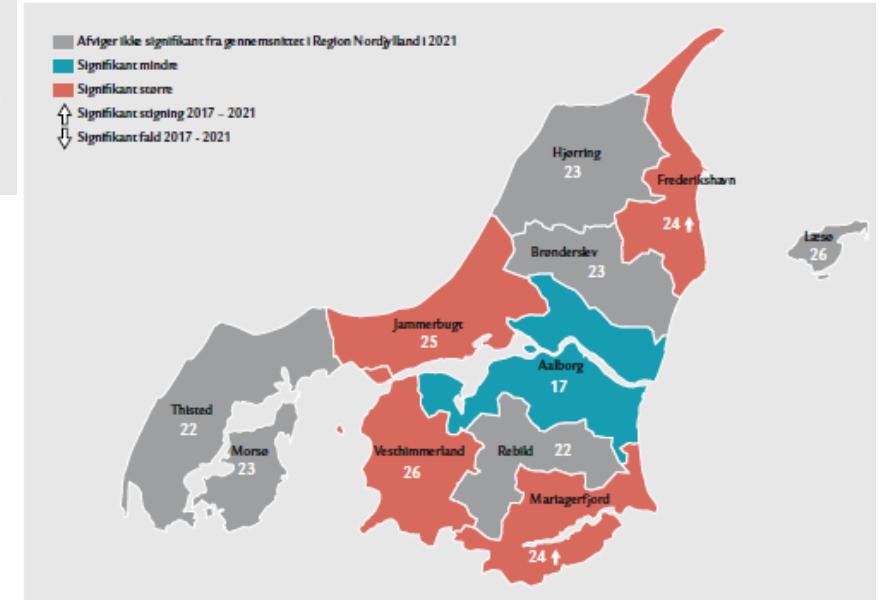 Afviger ikke signifikant fra gennemsnittet i Region Nordjylland i 2021
Signifikant mindre
Signifikant større
Signifikant stigning 2017 – 2021
Signifikant fald 2017 - 2021
Hjørring
23
Frederikshavn
24
Læsø
26
Brønderslev
23
Jammerbugt
25
Aalborg
17
Thisted
22
Morsø
23
Vesthimmerland
26
Rebild 22
Mariagerfjord
24